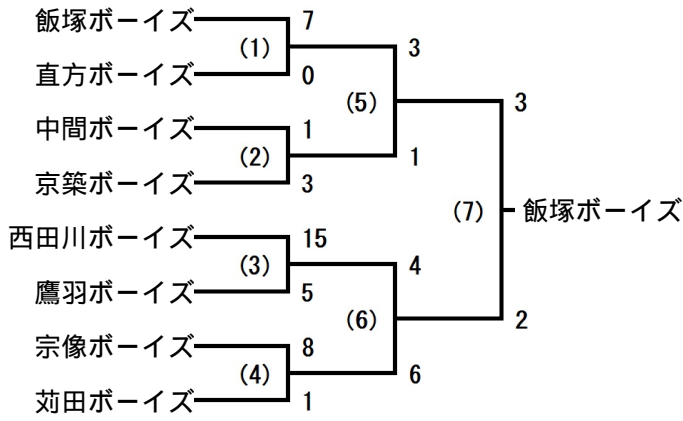 飯塚ボーイズ 7
(1) 3
直方ボーイズ 0
(5) 3
中間ボーイズ 1
(2) 1
京築ボーイズ 3
(7) 飯塚ボーイズ
西田川ボーイズ 15
(3) 4
鷹羽ボーイズ 5
(6) 2
宗像ボーイズ 8
(4) 6
苅田ボーイズ 1